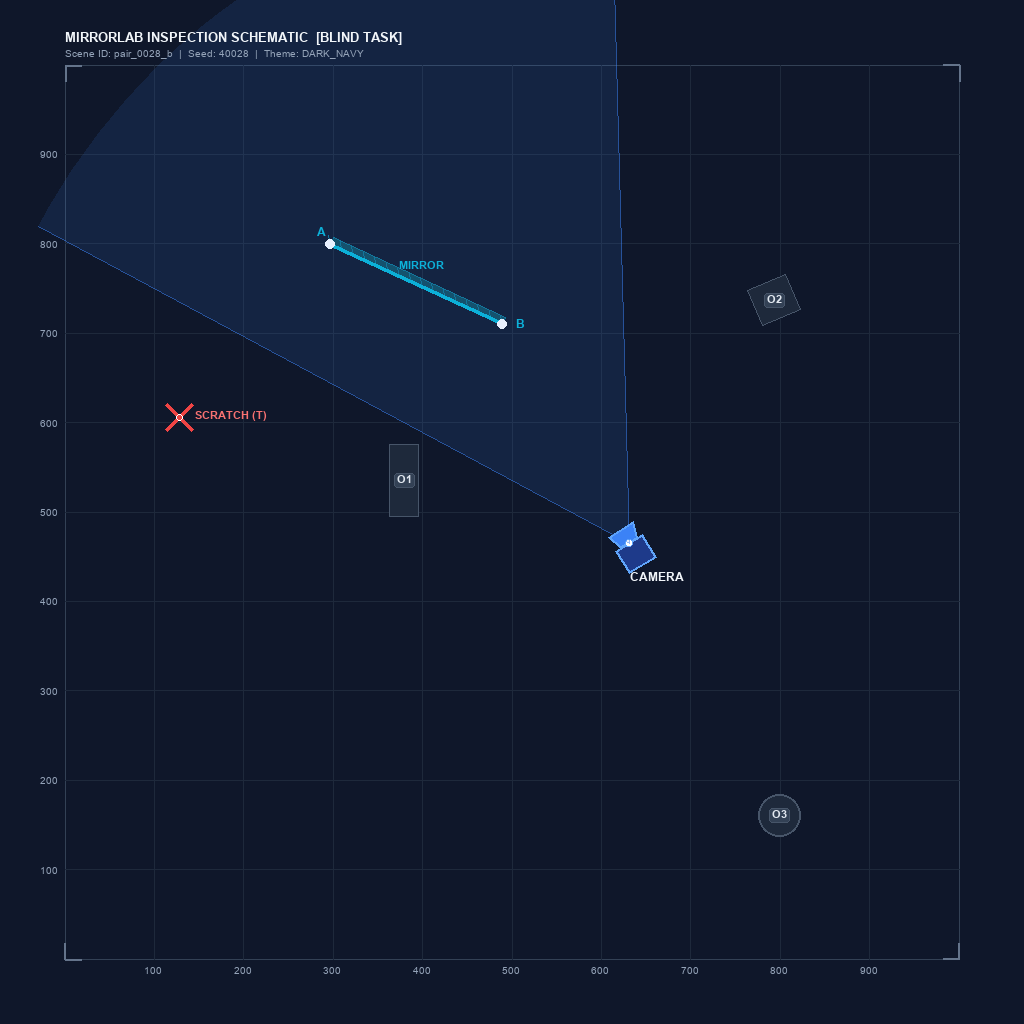 MIRRORLAB INSPECTION SCHEMATIC [BLIND TASK]
Scene ID: pair_0028_b | Seed: 40028 | Theme: DARK_NAVY
900
800
700
600
500
400
300
200
100
A
MIRROR
B
O2
SCRATCH (T)
O1
CAMERA
O3
100 200 300 400 500 600 700 800 900